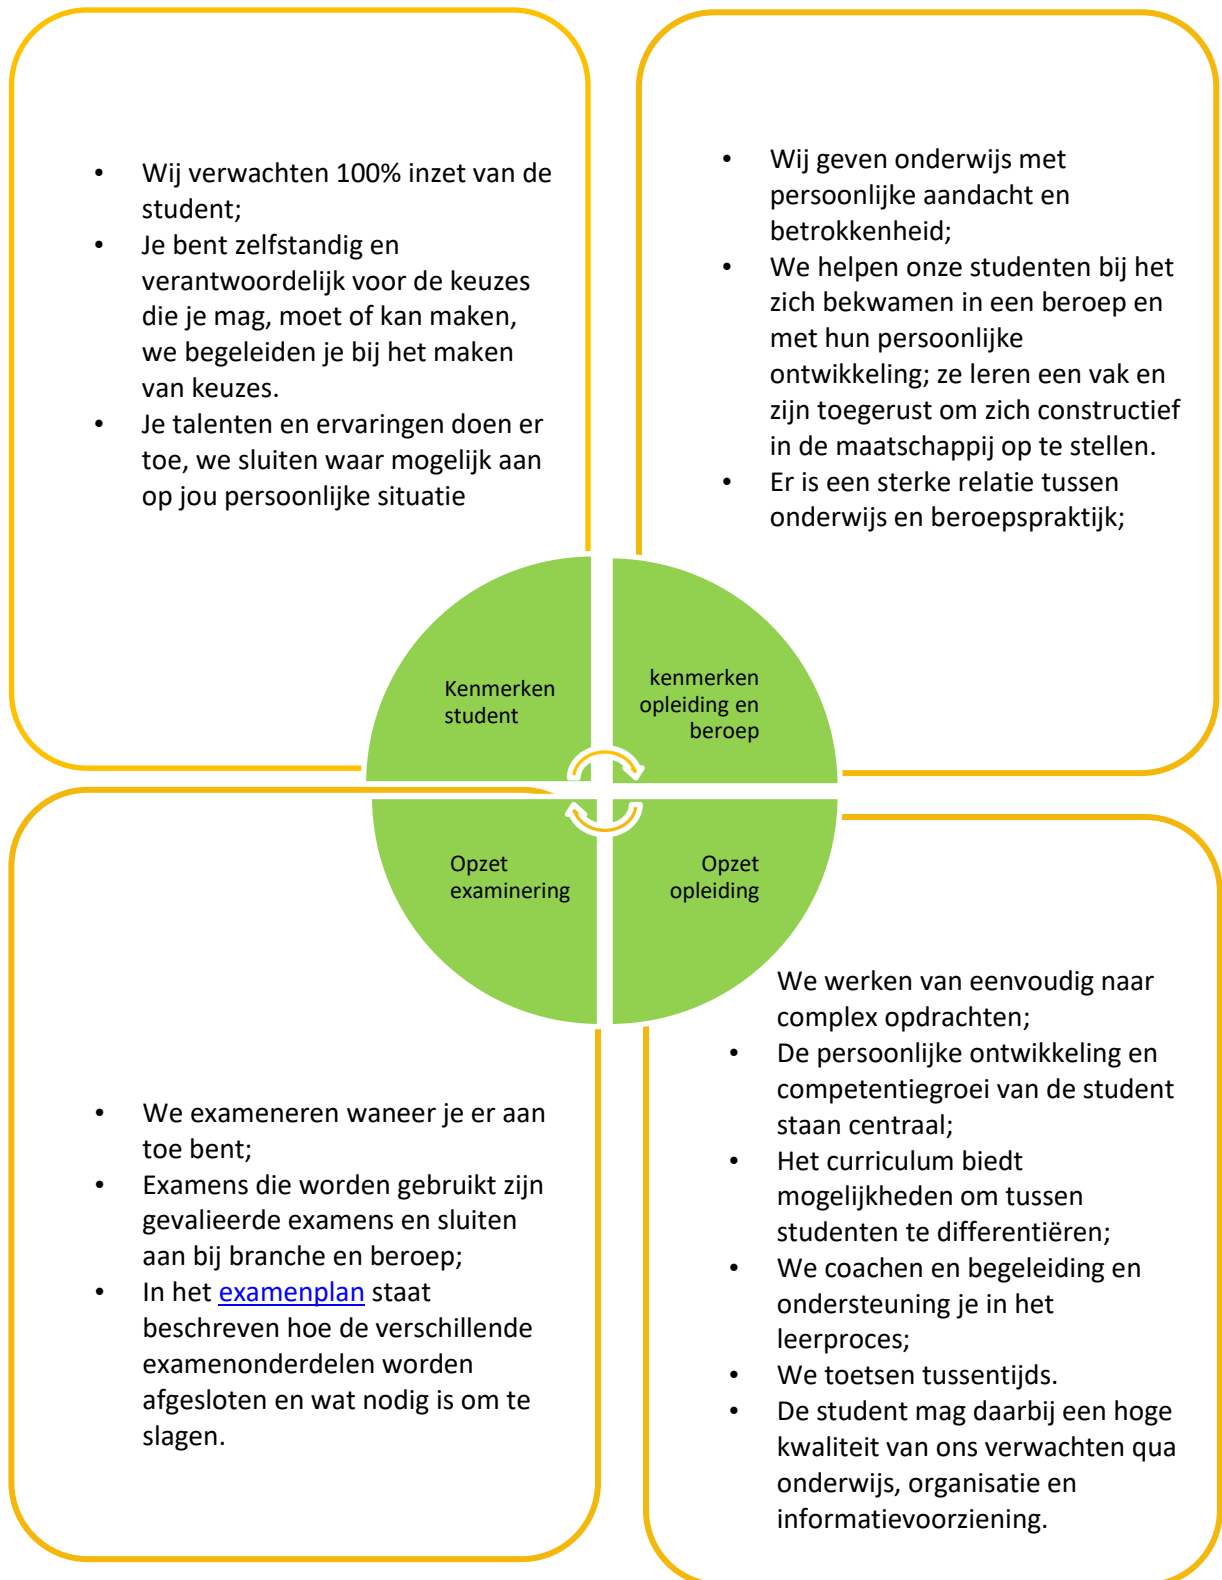 • Wij verwachten 100% inzet van de
student;
• Je bent zelfstandig en
verantwoordelijk voor de keuzes
die je mag, moet of kan maken,
we begeleiden je bij het maken
van keuzes.
• Je talenten en ervaringen doen er
toe, we sluiten waar mogelijk aan
op jou persoonlijke situatie
• Wij geven onderwijs met
persoonlijke aandacht en
betrokkenheid;
• We helpen onze studenten bij het
zich bekwamen in een beroep en
met hun persoonlijke
ontwikkeling; ze leren een vak en
zijn toegerust om zich constructief
in de maatschappij op te stellen.
• Er is een sterke relatie tussen
onderwijs en beroepspraktijk;
Kenmerken
student
kenmerken
opleiding en
beroep
Opzet
examinering
Opzet
opleiding
• We exameneren waneer je er aan
toe bent;
• Examens die worden gebruikt zijn
gevalieerde examens en sluiten
aan bij branche en beroep;
• In het examenplan staat
beschreven hoe de verschillende
examenonderdelen worden
afgesloten en wat nodig is om te
slagen.
We werken van eenvoudig naar
complex opdrachten;
• De persoonlijke ontwikkeling en
competentiegroei van de student
staan centraal;
• Het curriculum biedt
mogelijkheden om tussen
studenten te differentiëren;
• We coachen en begeleiding en
ondersteuning je in het
leerproces;
• We toetsen tussentijds.
• De student mag daarbij een hoge
kwaliteit van ons verwachten qua
onderwijs, organisatie en
informatievoorziening.